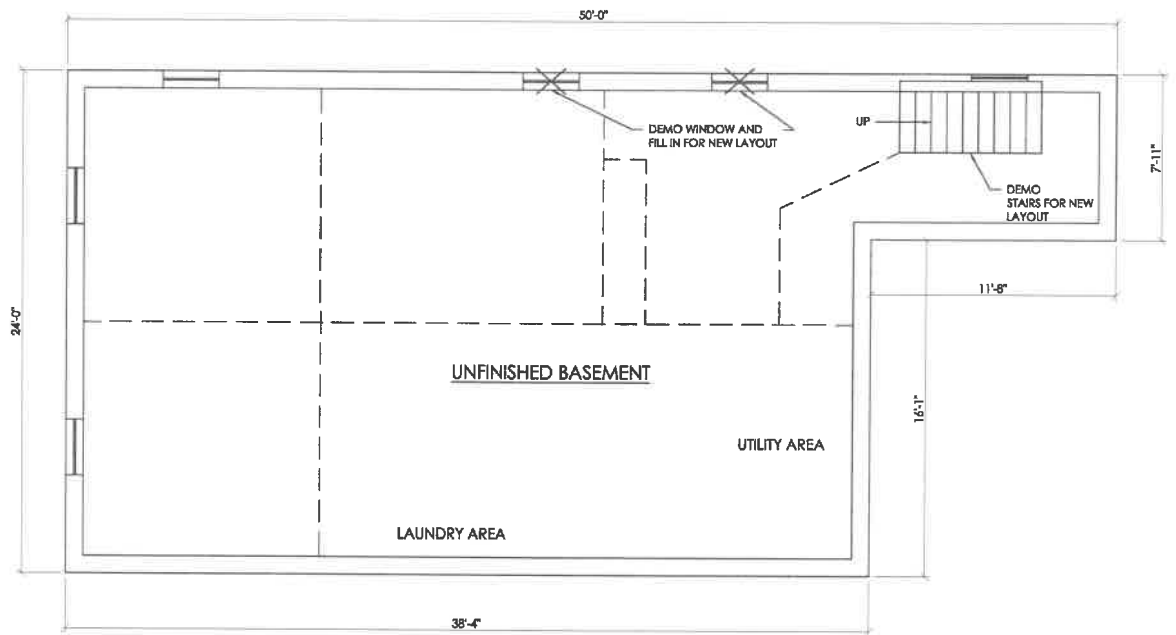 50'-0"
DEMO WINDOW AND
FILL IN FOR NEW LAYOUT
UP
DEMO
STAIRS FOR NEW
LAYOUT
7'-11"
11'-8"
24'-0"
UNFINISHED BASEMENT
16'-1"
UTILITY AREA
LAUNDRY AREA
38'-4"